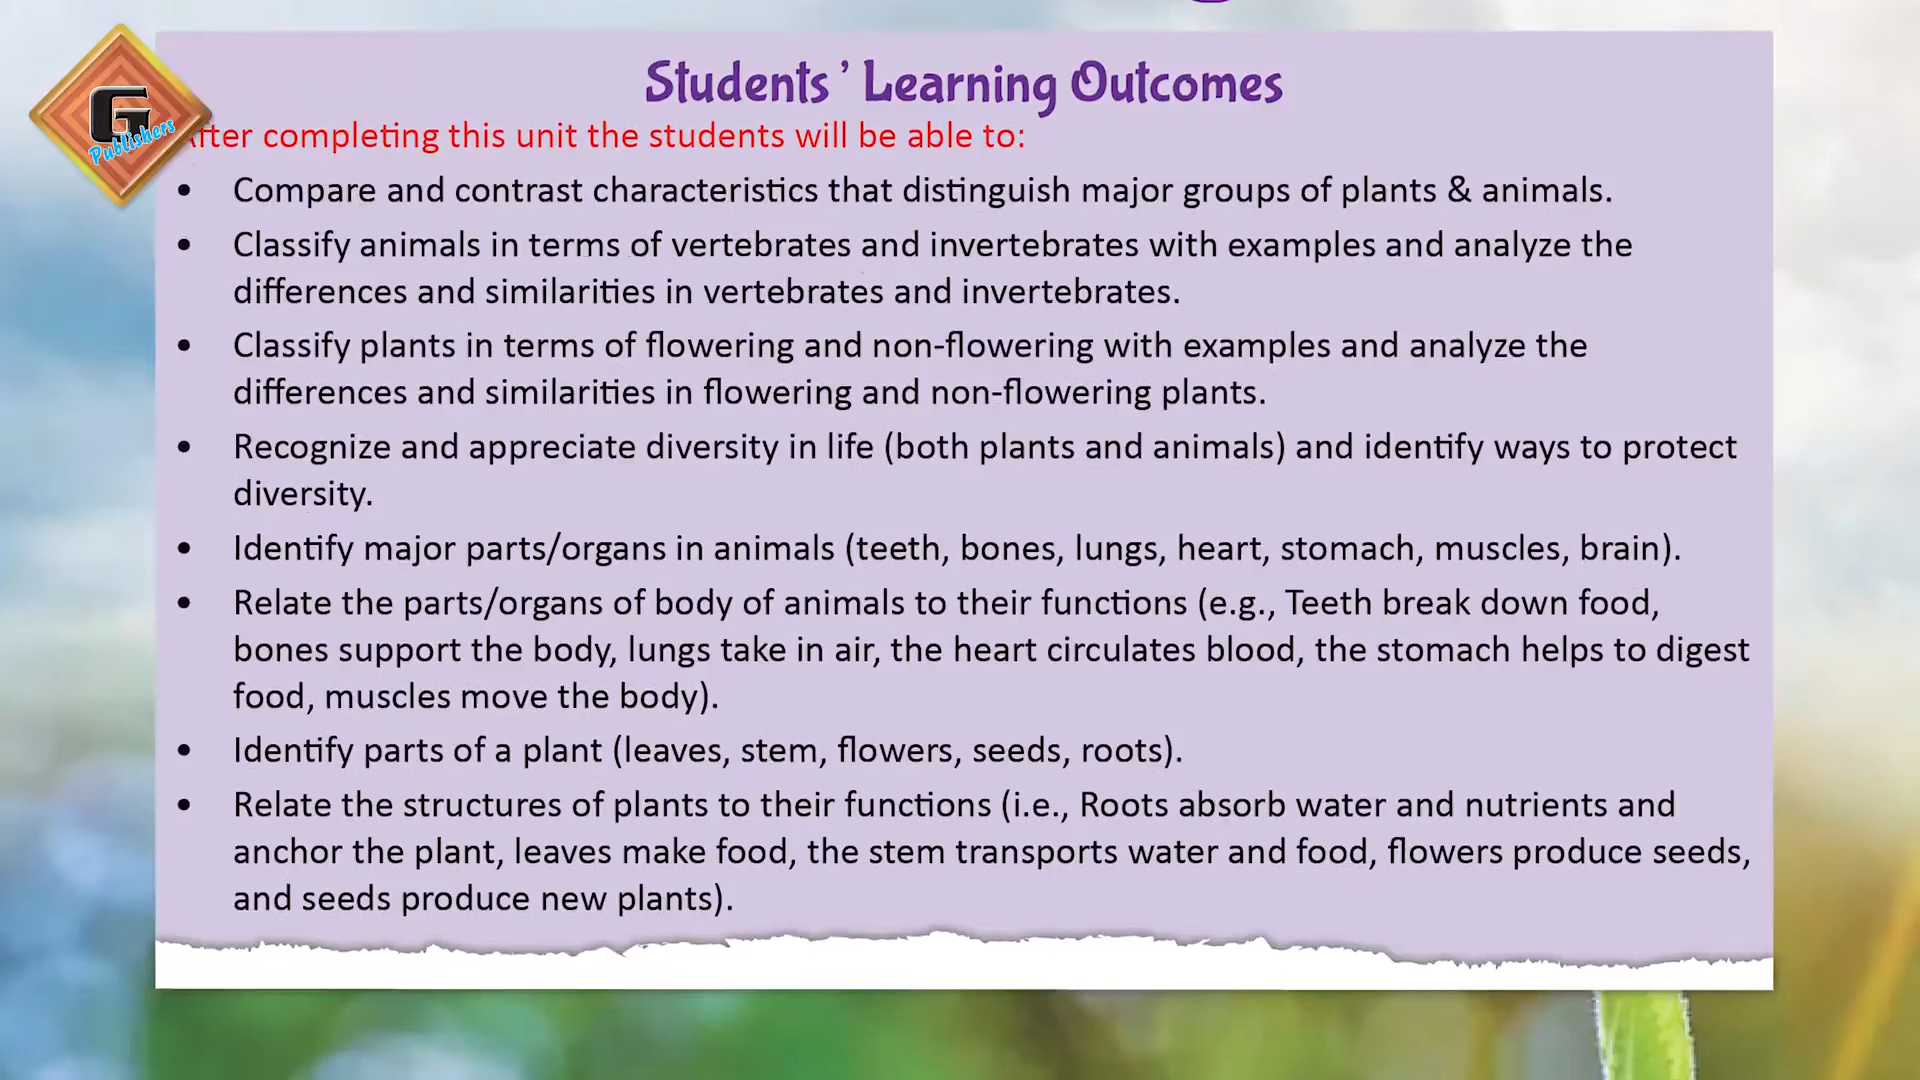 G
Publishers
Students' Learning Outcomes
After completing this unit the students will be able to:
• Compare and contrast characteristics that distinguish major groups of plants & animals.
• Classify animals in terms of vertebrates and invertebrates with examples and analyze the
differences and similarities in vertebrates and invertebrates.
• Classify plants in terms of flowering and non-flowering with examples and analyze the
differences and similarities in flowering and non-flowering plants.
• Recognize and appreciate diversity in life (both plants and animals) and identify ways to protect
diversity.
• Identify major parts/organs in animals (teeth, bones, lungs, heart, stomach, muscles, brain).
• Relate the parts/organs of body of animals to their functions (e.g., Teeth break down food,
bones support the body, lungs take in air, the heart circulates blood, the stomach helps to digest
food, muscles move the body).
• Identify parts of a plant (leaves, stem, flowers, seeds, roots).
• Relate the structures of plants to their functions (i.e., Roots absorb water and nutrients and
anchor the plant, leaves make food, the stem transports water and food, flowers produce seeds,
and seeds produce new plants).